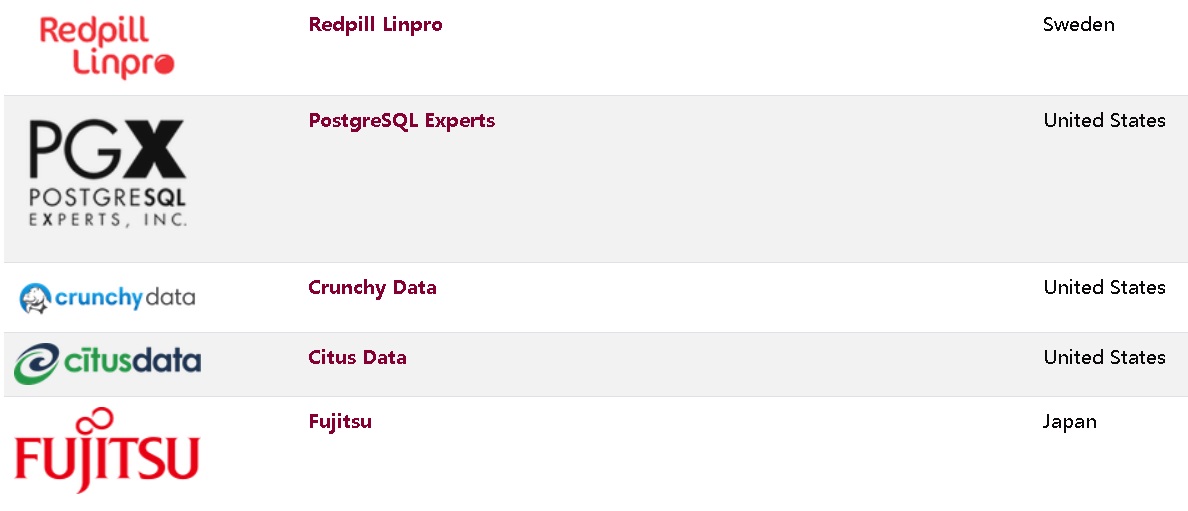 Redpill
Linpro
Redpill Linpro
Sweden
PGX
POSTGRESQL
EXPERTS, INC.
PostgreSQL Experts
United States
crunchydata
Crunchy Data
United States
citusdata
Citus Data
United States
FUJITSU
Fujitsu
Japan